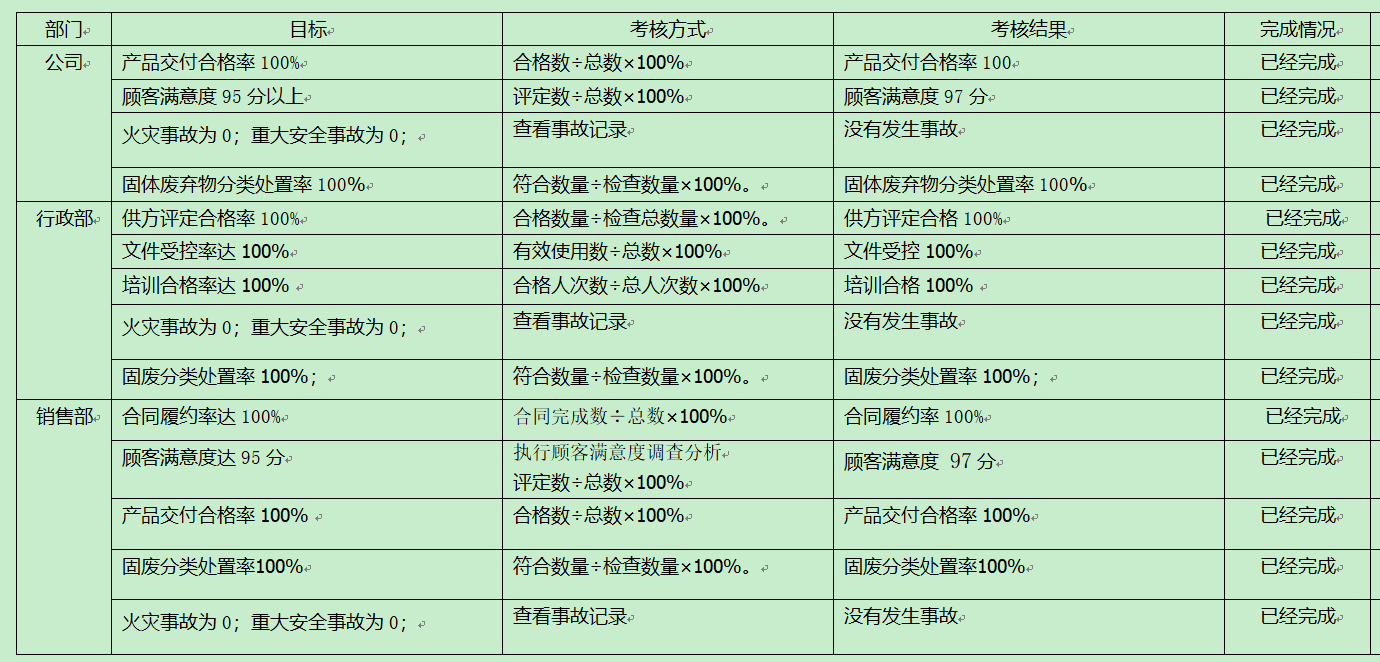 部门 目标 考核方式 考核结果 完成情况
公司 产品交付合格率 100% 合格数÷总数×100% 产品交付合格率 100 已经完成
顾客满意度 95 分以上 评定数÷总数×100% 顾客满意度 97 分 已经完成
火灾事故为 0；重大安全事故为 0； 查看事故记录 没有发生事故 已经完成
固体废弃物分类处置率 100% 符合数量÷检查数量×100%。 固体废弃物分类处置率 100% 已经完成
行政部 供方评定合格率 100% 合格数量÷检查总数量×100%。 供方评定合格 100% 已经完成
文件受控率达 100% 有效使用数÷总数×100% 文件受控 100% 已经完成
培训合格率达 100% 合格人次数÷总人次数×100% 培训合格 100% 已经完成
火灾事故为 0；重大安全事故为 0； 查看事故记录 没有发生事故 已经完成
固废分类处置率 100%； 符合数量÷检查数量×100%。 固废分类处置率 100%； 已经完成
销售部 合同履约率达 100% 合同完成数÷总数×100% 合同履约率 100% 已经完成
顾客满意度达 95 分 执行顾客满意度调查分析 顾客满意度 97 分 已经完成
评定数÷总数×100%
产品交付合格率 100% 合格数÷总数×100% 产品交付合格率 100% 已经完成
固废分类处置率100% 符合数量÷检查数量×100%。 固废分类处置率100% 已经完成
火灾事故为 0；重大安全事故为 0； 查看事故记录 没有发生事故 已经完成